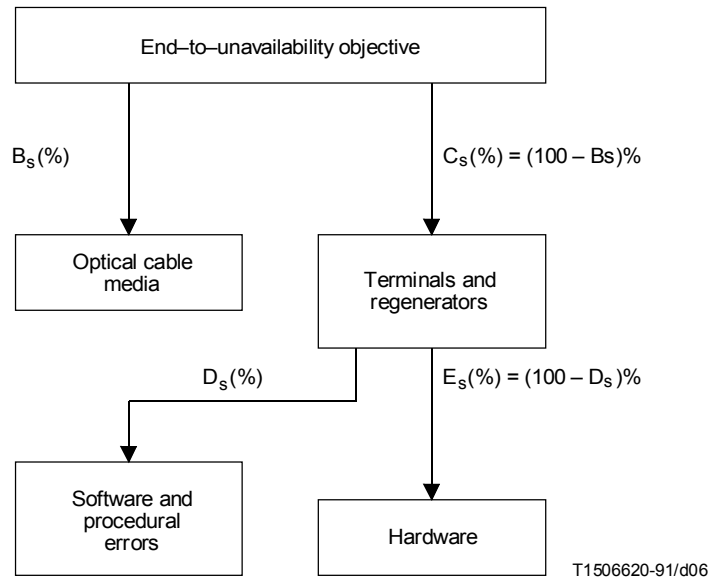 End–to–unavailability objective
Bs(%)
Cs(%) = (100 – Bs)%
Optical cable
media
Terminals and
regenerators
Ds(%)
Es(%) = (100 – Ds)%
Software and
procedural
errors
Hardware
T1506620-91/d06